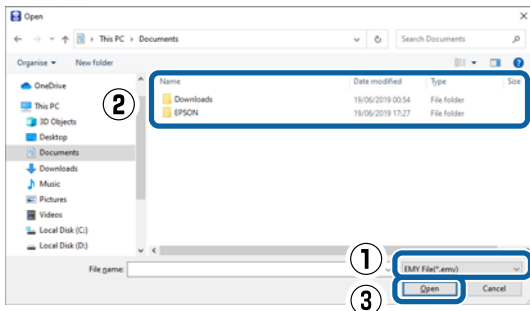 Open
This PC > Documents
Search Documents
Organise
New folder
OneDrive
This PC
3D Objects
Desktop
Documents
Downloads
Music
Pictures
Videos
Local Disk (C:)
Local Disk (D:)
2
Name Date modified Type Size
Downloads 19/06/2019 00:54 File folder
EPSON 19/06/2019 17:27 File folder
1
File name:
EMY File(*.emy)
3
Open
Cancel